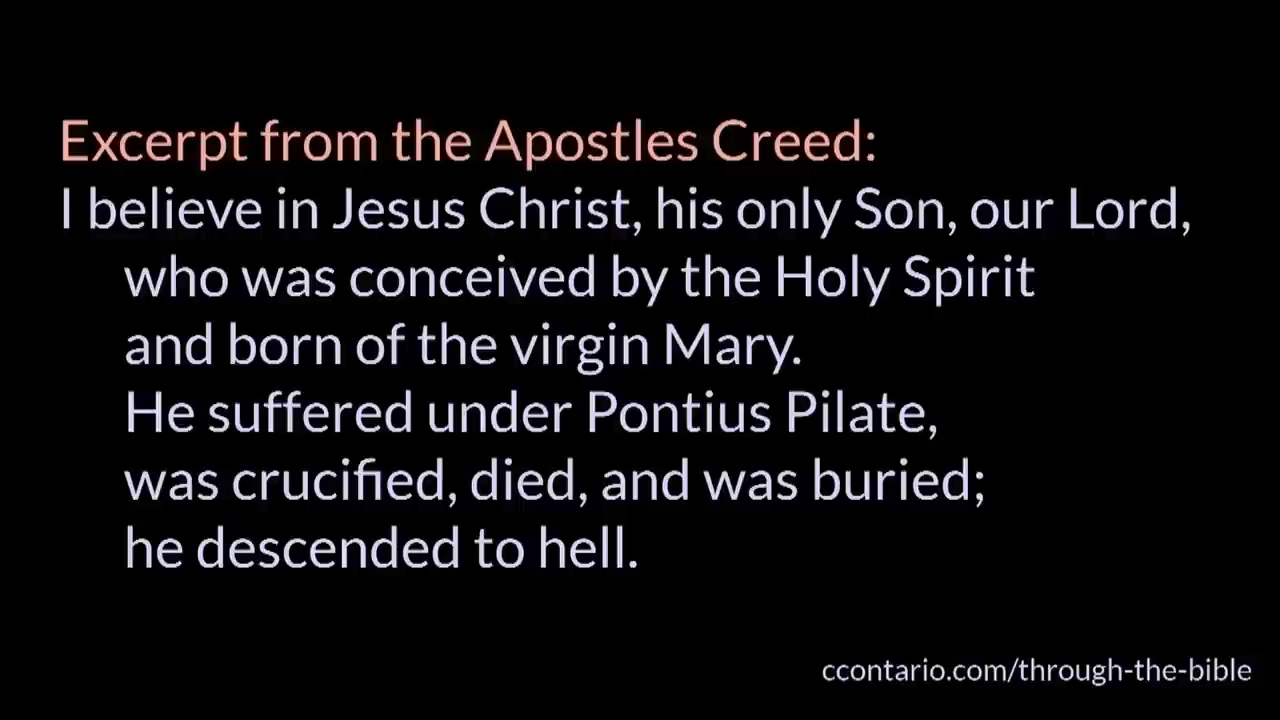 Excerpt from the Apostles Creed:
I believe in Jesus Christ, his only Son, our Lord,
who was conceived by the Holy Spirit
and born of the virgin Mary.
He suffered under Pontius Pilate,
was crucified, died, and was buried;
he descended to hell.
ccontario.com/through-the-bible